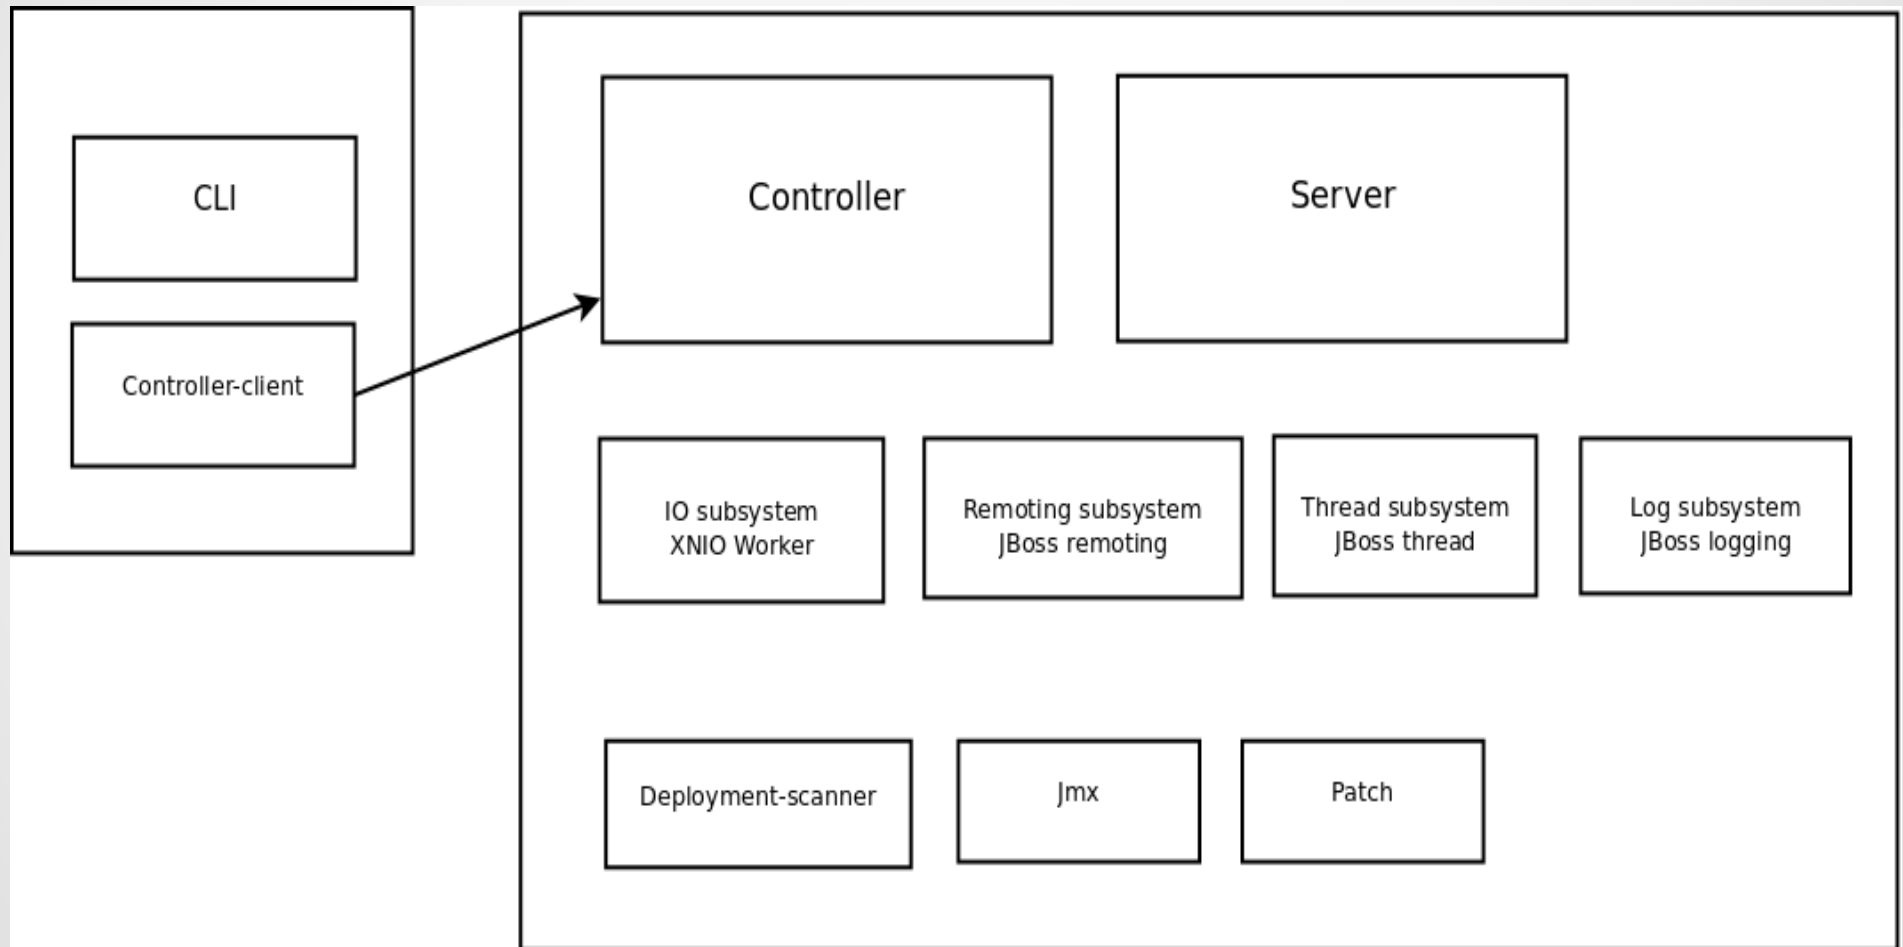 CLI
Controller-client
Controller
Server
IO subsystem
XNIO Worker
Remoting subsystem
JBoss remoting
Thread subsystem
JBoss thread
Log subsystem
JBoss logging
Deployment-scanner
Jmx
Patch